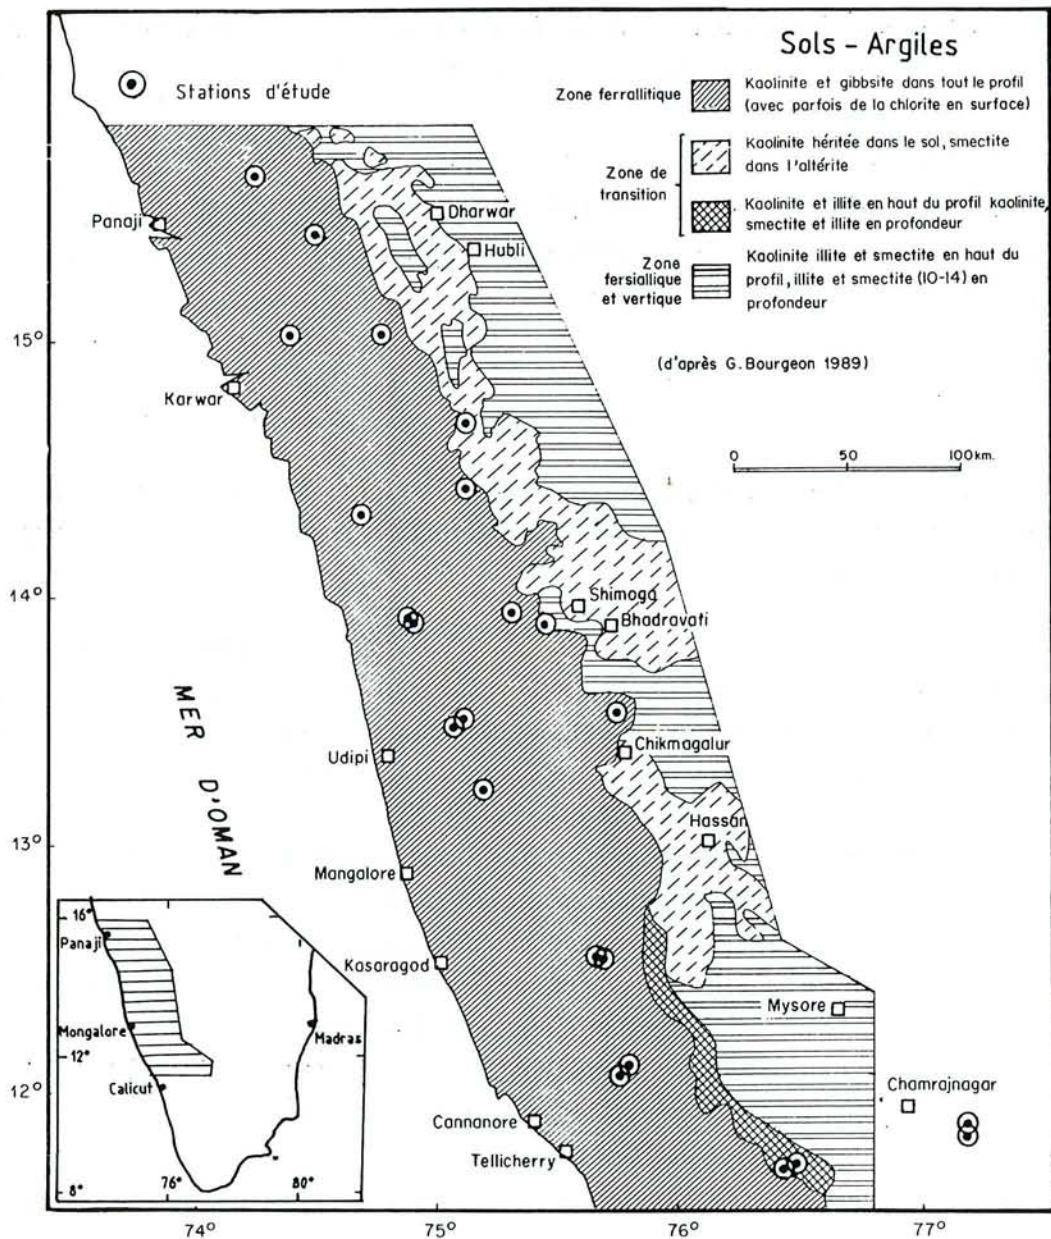 Sols - Argiles
Stations d'étude
Zone ferrallitique
Kaolinite et gibbsite dans tout le profil
(avec parfois de la chlorite en surface)
Zone de
transition
Kaolinite héritée dans le sol, smectite
dans l'altérite
Kaolinite et illite en haut du profil kaolinite,
smectite et illite en profondeur
Zone
fersiallique
et vertique
Kaolinite illite et smectite en haut du
profil, illite et smectite (10-14) en
profondeur
(d'après G. Bourgeon 1989)
0 50 100 km.
Panaji
Dharwar
Hubli
15°
Karwar
14°
Shimoga
Bhadravati
MER D'OMAN
Udipi
Chikmagalur
13°
Hassan
Mangalore
Kasaragod
Mysore
12°
Chamrajnagar
Cannanore
Tellicherry
16°
Panaji
Mongalore
Madras
12°
Calicut
8°
76°
80°
74° 75° 76° 77°